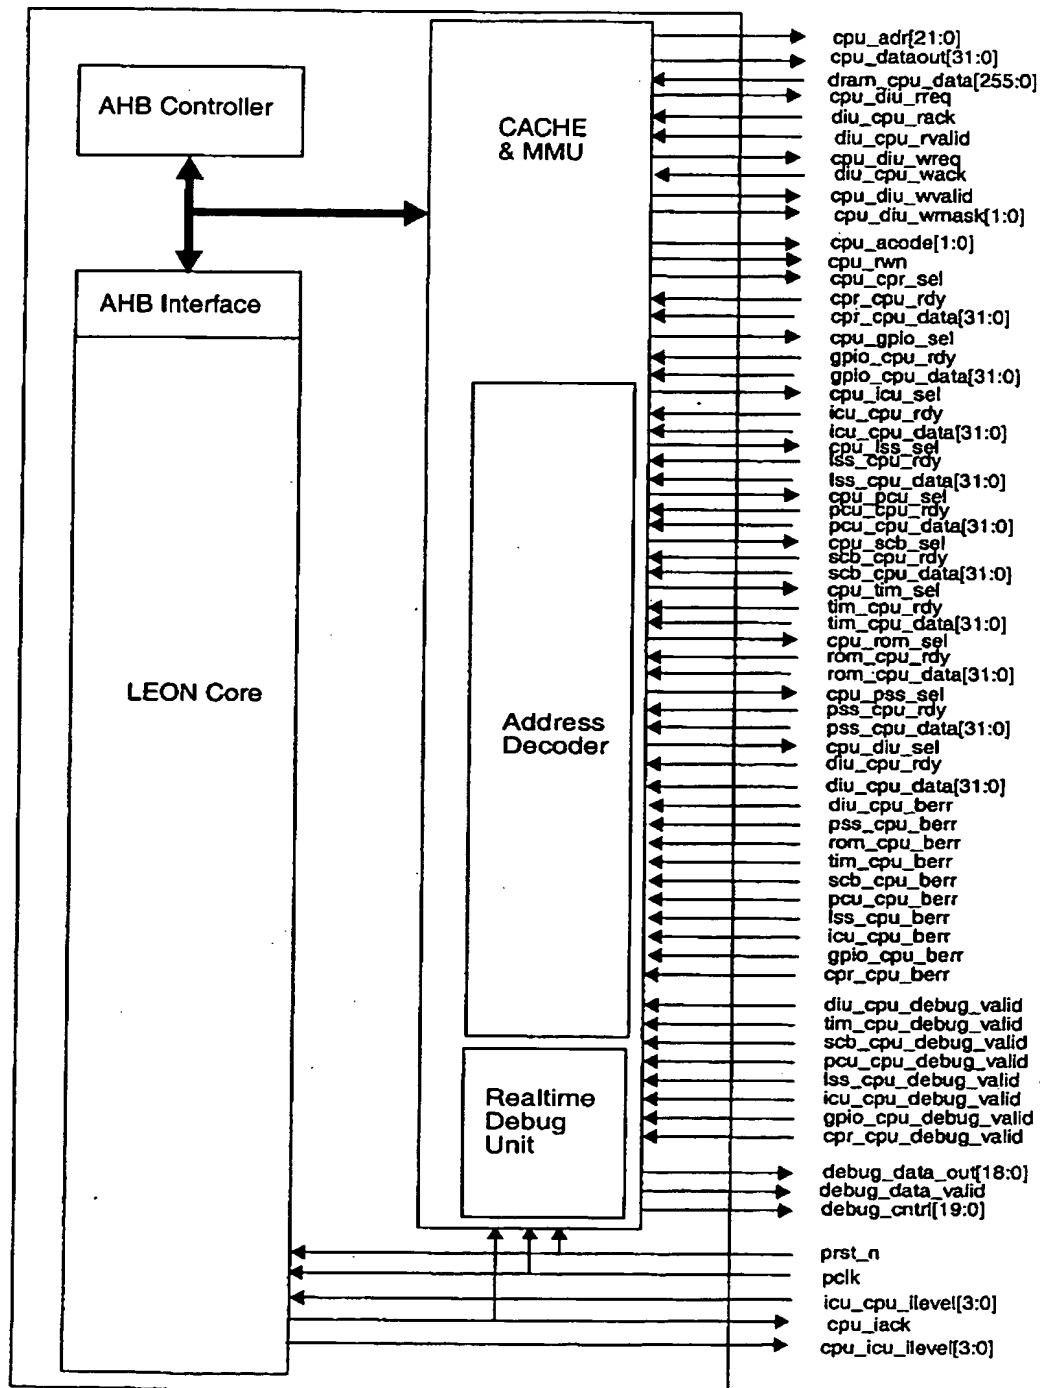 AHB Controller
CACHE
& MMU
AHB Interface
LEON Core
Address
Decoder
Realtime
Debug
Unit
cpu_adr[21:0]
cpu_dataout[31:0]
dram_cpu_data[255:0]
cpu_diu_rreq
diu_cpu_rack
diu_cpu_rvalid
cpu_diu_wreq
diu_cpu_wack
cpu_diu_wvalid
cpu_diu_wmask[1:0]
cpu_acode[1:0]
cpu_rwn
cpu_cpr_sel
cpr_cpu_rdy
cpr_cpu_data[31:0]
cpu_gpio_sel
gpio_cpu_rdy
gpio_cpu_data[31:0]
cpu_icu_sel
icu_cpu_rdy
icu_cpu_data[31:0]
cpu_lss_sel
lss_cpu_rdy
lss_cpu_data[31:0]
cpu_pcu_sel
pcu_cpu_rdy
pcu_cpu_data[31:0]
cpu_scb_sel
scb_cpu_rdy
scb_cpu_data[31:0]
cpu_tim_sel
tim_cpu_rdy
tim_cpu_data[31:0]
cpu_rom_sel
rom_cpu_rdy
rom_cpu_data[31:0]
cpu_pss_sel
pss_cpu_rdy
pss_cpu_data[31:0]
cpu_diu_sel
diu_cpu_rdy
diu_cpu_data[31:0]
diu_cpu_berr
pss_cpu_berr
rom_cpu_berr
tim_cpu_berr
scb_cpu_berr
pcu_cpu_berr
lss_cpu_berr
icu_cpu_berr
gpio_cpu_berr
cpr_cpu_berr
diu_cpu_debug_valid
tim_cpu_debug_valid
scb_cpu_debug_valid
pcu_cpu_debug_valid
lss_cpu_debug_valid
icu_cpu_debug_valid
gpio_cpu_debug_valid
cpr_cpu_debug_valid
debug_data_out[18:0]
debug_data_valid
debug_cntrl[19:0]
prst_n
pclk
icu_cpu_ilevel[3:0]
cpu_iack
cpu_icu_ilevel[3:0]